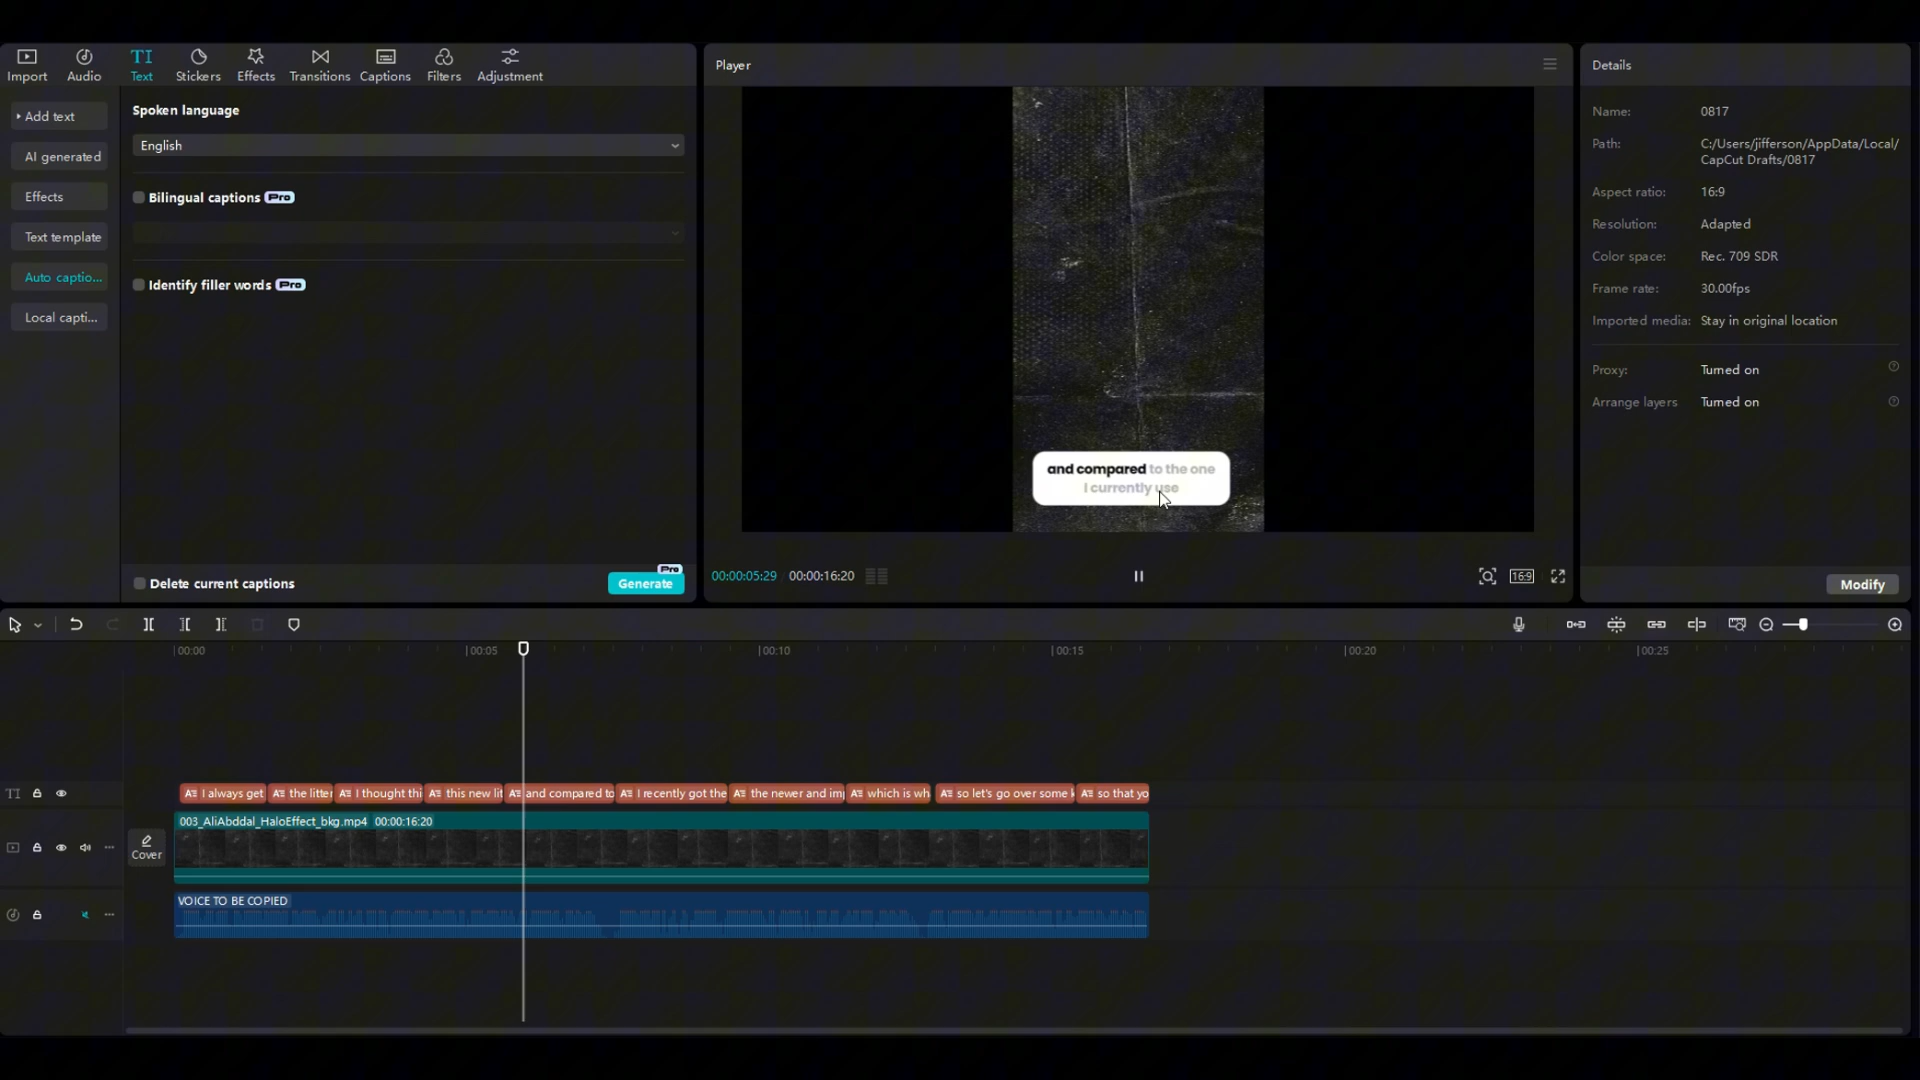 Import
Audio
TI
Text
Stickers
Effects
Transitions
Captions
Filters
Adjustment
Player
Details
Add text
AI generated
Effects
Text template
Auto captio...
Local capti...
Spoken language
English
Bilingual captions Pro
Identify filler words Pro
Delete current captions
Pro
Generate
and compared to the one
I currently use
00:00:05:29 00:00:16:20
16:9
Name: 0817
Path: C:/Users/jifferson/AppData/Local/
CapCut Drafts/0817
Aspect ratio: 16:9
Resolution: Adapted
Color space: Rec. 709 SDR
Frame rate: 30.00fps
Imported media: Stay in original location
Proxy: Turned on
Arrange layers Turned on
Modify
00:00 00:05 00:10 00:15 00:20 00:25
TI
I always get
the litter
I thought thi
this new lit
and compared to
I recently got the
the newer and imp
which is wh
so let's go over some k
so that yo
003_AliAbddal_HaloEffect_bkg.mp4 00:00:16:20
Cover
VOICE TO BE COPIED